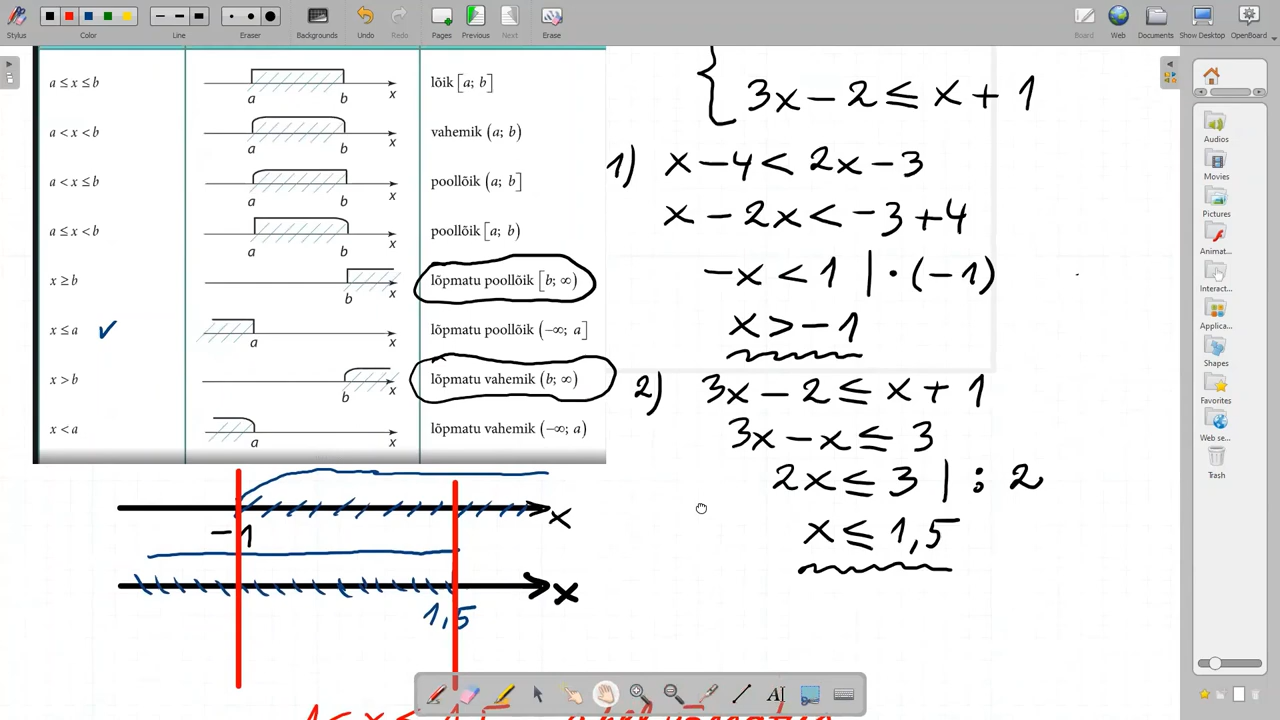 Stylus Color Line Eraser Backgrounds Undo Redo Pages Previous Next Erase Board Web Documents Show Desktop OpenBoard
a ≤ x ≤ b a b x lõik [a; b]
a < x < b a b x vahemik (a; b)
a < x ≤ b a b x poollõik (a; b]
a ≤ x < b a b x poollõik [a; b)
x ≥ b b x lõpmatu poollõik [b; ∞)
x ≤ a ✓ a x lõpmatu poollõik (−∞; a]
x > b b x lõpmatu vahemik (b; ∞)
x < a a x lõpmatu vahemik (−∞; a)
3x − 2 ≤ x + 1
1) x − 4 < 2x − 3
x − 2x < −3 + 4
−x < 1 | · (−1)
x > −1
2) 3x − 2 ≤ x + 1
3x − x ≤ 3
2x ≤ 3 | : 2
x ≤ 1,5
−1 x
1,5 x
Audios
Movies
Pictures
Animat...
Interact...
Applica...
Shapes
Favorites
Web se...
Trash